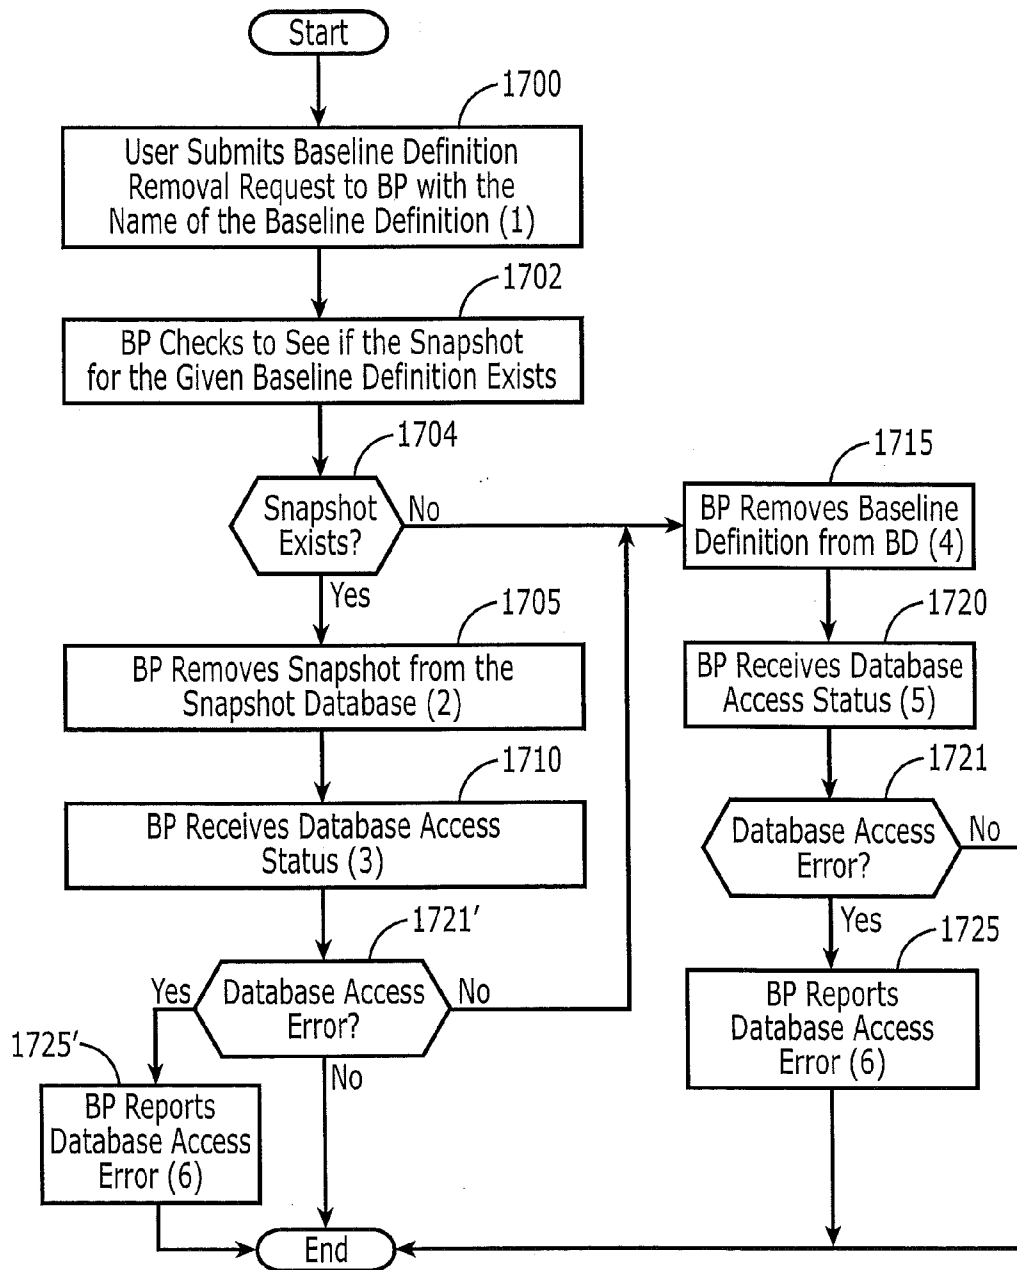 Start
1700
User Submits Baseline Definition
Removal Request to BP with the
Name of the Baseline Definition (1)
1702
BP Checks to See if the Snapshot
for the Given Baseline Definition Exists
1704
Snapshot
Exists?
No
Yes
1705
BP Removes Snapshot from the
Snapshot Database (2)
1710
BP Receives Database Access
Status (3)
1721'
Database Access
Error?
Yes
No
No
1725'
BP Reports
Database Access
Error (6)
1715
BP Removes Baseline
Definition from BD (4)
1720
BP Receives Database
Access Status (5)
1721
Database Access
Error?
No
Yes
1725
BP Reports
Database Access
Error (6)
End